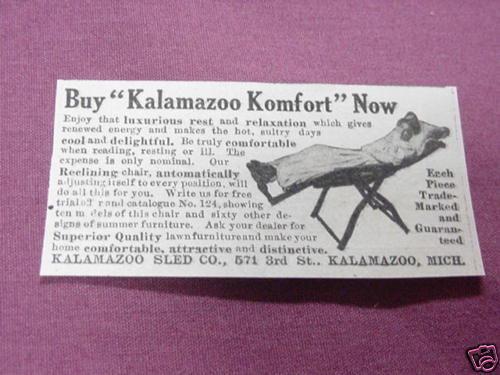 Buy "Kalamazoo Komfort" Now
Enjoy that luxurious rest and relaxation which gives
renewed energy and makes the hot, sultry days
cool and delightful. Be truly comfortable
when reading, resting or ill. The
expense is only nominal. Our
Reclining chair, automatically
adjusting itself to every position, will
do all this for you. Write us for free
trial and catalogue No. 124, showing
ten of this chair and sixty other de-
signs of summer furniture. Ask your dealer for
Superior Quality lawn furniture and make your
home comfortable, attractive and distinctive.
Each
Piece
Trade-
Marked
and
Guaran-
teed
KALAMAZOO SLED CO., 571 3rd St., KALAMAZOO, MICH.
ebY